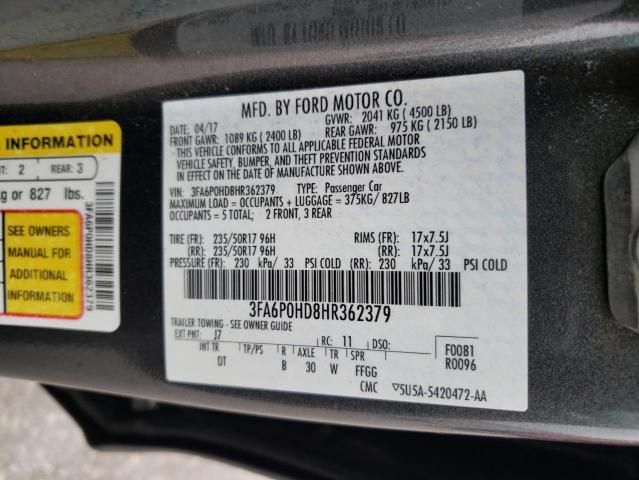 MFD. BY FORD MOTOR CO.
DATE: 04/17 GVWR: 2041 KG ( 4500 LB)
FRONT GAWR: 1089 KG ( 2400 LB) REAR GAWR: 975 KG ( 2150 LB)
THIS VEHICLE CONFORMS TO ALL APPLICABLE FEDERAL MOTOR
VEHICLE SAFETY, BUMPER, AND THEFT PREVENTION STANDARDS
IN EFFECT ON THE DATE OF MANUFACTURE SHOWN ABOVE.
VIN: 3FA6P0HD8HR362379 TYPE: Passenger Car
MAXIMUM LOAD = OCCUPANTS + LUGGAGE = 375KG/ 827LB
OCCUPANTS = 5 TOTAL; 2 FRONT, 3 REAR
TIRE (FR): 235/50R17 96H RIMS (FR): 17x7.5J
(RR): 235/50R17 96H (RR): 17x7.5J
PRESSURE (FR): 230 kPa/ 33 PSI COLD (RR): 230 kPa/ 33 PSI COLD
3FA6P0HD8HR362379
TRAILER TOWING - SEE OWNER GUIDE
EXT PNT: J7 RC: 11 DSO: F0081
INT TR TP/PS R AXLE TR SPR R0096
DT B 30 W FFGG
CMC 5U5A-5420472-AA
INFORMATION
2 REAR: 3
kg or 827 lbs.
SEE OWNERS
MANUAL FOR
ADDITIONAL
INFORMATION
3FA6P0HD8HR362379